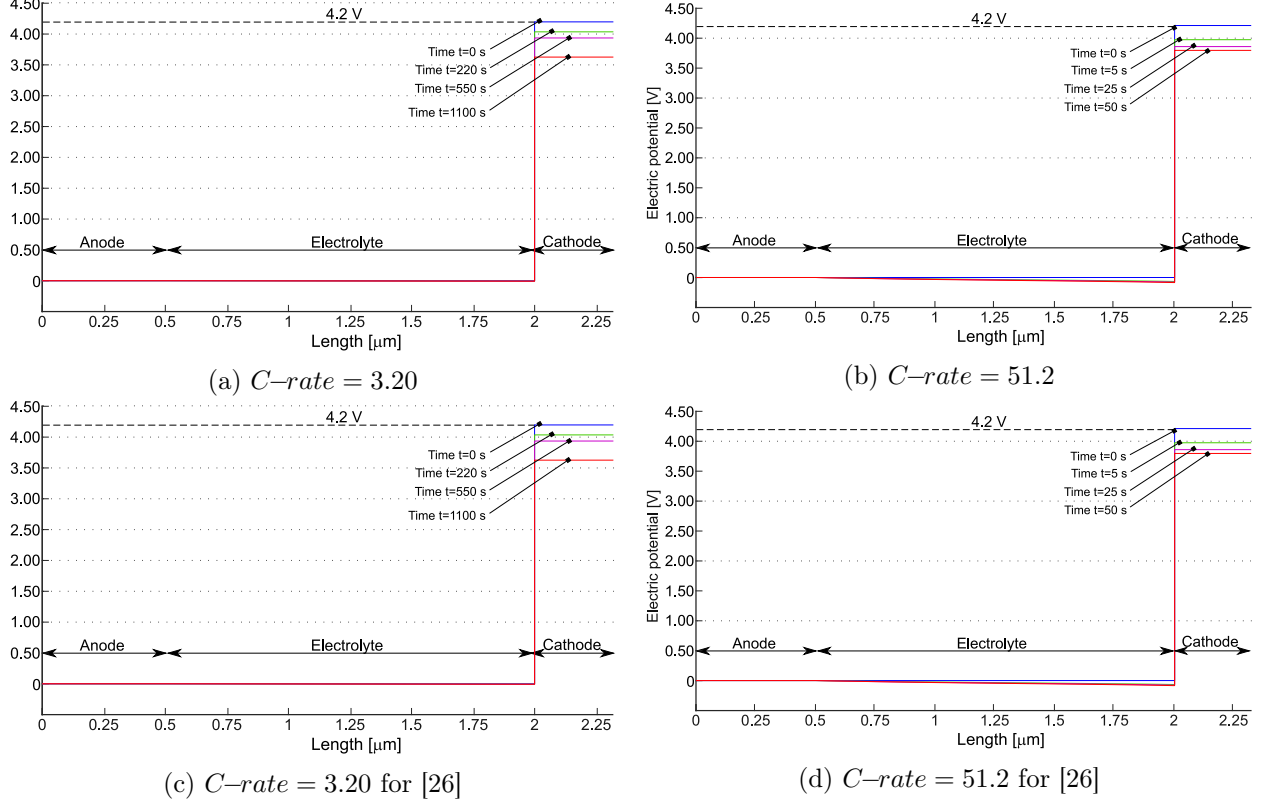 4.50
4.2 V
4.00
Time t=0 s
3.50
Time t=220 s
Time t=550 s
3.00
Time t=1100 s
2.50
2.00
1.50
1.00
Anode
Electrolyte
Cathode
0.50
0
0 0.25 0.5 0.75 1 1.25 1.5 1.75 2 2.25
Length [μm]
(a) C–rate = 3.20
4.50
4.2 V
4.00
Time t=0 s
3.50
Time t=5 s
Time t=25 s
3.00
Time t=50 s
2.50
2.00
1.50
1.00
Electric potential [V]
Anode
Electrolyte
Cathode
0.50
0
0 0.25 0.5 0.75 1 1.25 1.5 1.75 2 2.25
Length [μm]
(b) C–rate = 51.2
4.50
4.2 V
4.00
Time t=0 s
Time t=220 s
3.50
Time t=550 s
3.00
Time t=1100 s
2.50
2.00
1.50
1.00
Anode
Electrolyte
Cathode
0.50
0
0 0.25 0.5 0.75 1 1.25 1.5 1.75 2 2.25
Length [μm]
(c) C–rate = 3.20 for [26]
4.50
4.2 V
4.00
Time t=0 s
3.50
Time t=5 s
Time t=25 s
3.00
Time t=50 s
2.50
2.00
1.50
1.00
Electric potential [V]
Anode
Electrolyte
Cathode
0.50
0
0 0.25 0.5 0.75 1 1.25 1.5 1.75 2 2.25
Length [μm]
(d) C–rate = 51.2 for [26]